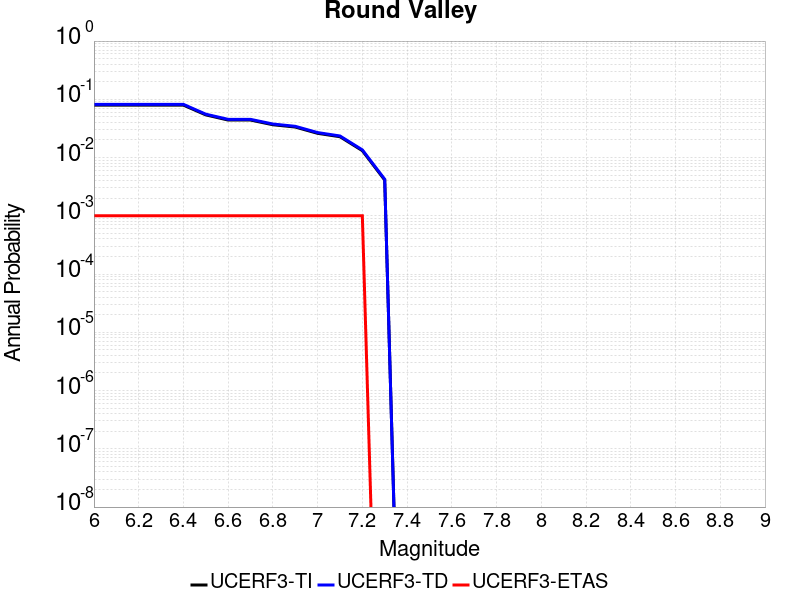 Round Valley
10^0
10^-1
10^-2
10^-3
10^-4
10^-5
10^-6
10^-7
10^-8
Annual Probability
6 6.2 6.4 6.6 6.8 7 7.2 7.4 7.6 7.8 8 8.2 8.4 8.6 8.8 9
Magnitude
UCERF3-TI UCERF3-TD UCERF3-ETAS